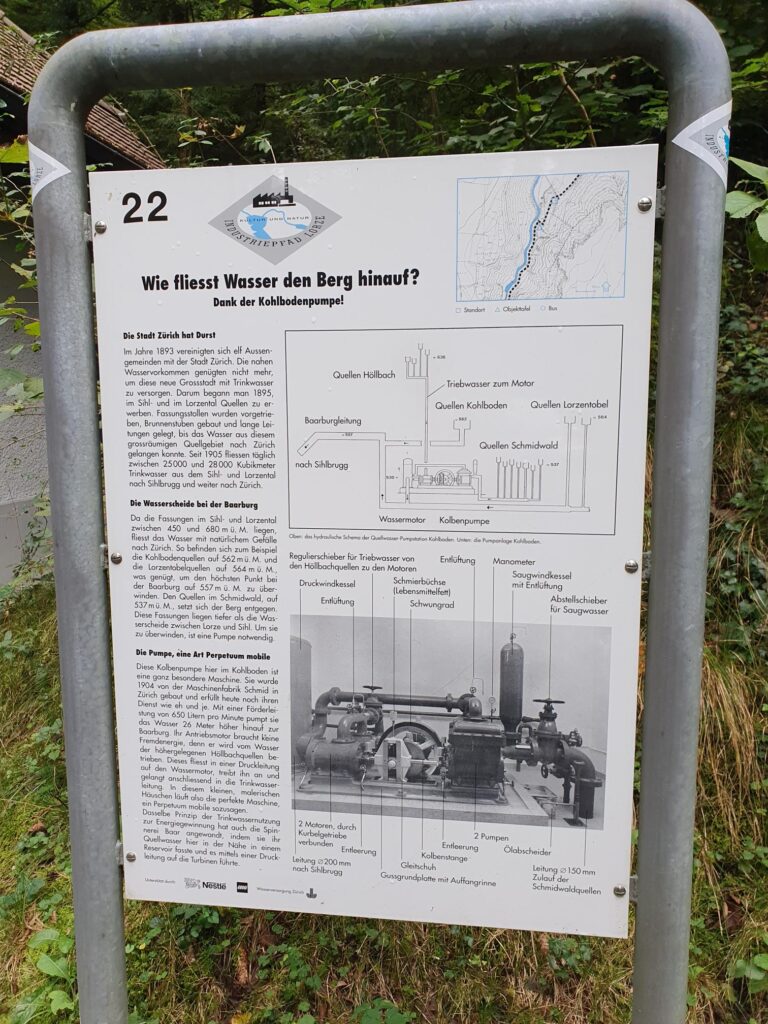 22
KULTUR UND NATUR
INDUSTRIEPFAD LORZE
Wie fliesst Wasser den Berg hinauf?
Dank der Kohlbodenpumpe!
Standort Objekttafel Bus
Die Stadt Zürich hat Durst
Im Jahre 1893 vereinigten sich elf Aussen-
gemeinden mit der Stadt Zürich. Die nahen
Wasservorkommen genügten nicht mehr,
um diese neue Grossstadt mit Trinkwasser
zu versorgen. Darum begann man 1895,
im Sihl- und im Lorzental Quellen zu er-
werben. Fassungsstollen wurden vorgetrie-
ben, Brunnenstuben gebaut und lange Lei-
tungen gelegt, bis das Wasser aus diesem
grossräumigen Quellgebiet nach Zürich
gelangen konnte. Seit 1905 fliessen täglich
zwischen 25000 und 28000 Kubikmeter
Trinkwasser aus dem Sihl- und Lorzental
nach Sihlbrugg und weiter nach Zürich.
Die Wasserscheide bei der Baarburg
Da die Fassungen im Sihl- und Lorzental
zwischen 450 und 680 m ü. M. liegen,
fliesst das Wasser mit natürlichem Gefälle
nach Zürich. So befinden sich zum Beispiel
die Kohlbodenquellen auf 562 m ü. M. und
die Lorzentobelquellen auf 564 m ü. M.,
was genügt, um den höchsten Punkt bei
der Baarburg auf 557 m ü. M. zu über-
winden. Den Quellen im Schmidwald, auf
537 m ü. M., setzt sich der Berg entgegen.
Diese Fassungen liegen tiefer als die Was-
serscheide zwischen Lorze und Sihl. Um sie
zu überwinden, ist eine Pumpe notwendig.
Die Pumpe, eine Art Perpetuum mobile
Diese Kolbenpumpe hier im Kohlboden ist
eine ganz besondere Maschine. Sie wurde
1904 von der Maschinenfabrik Schmid in
Zürich gebaut und erfüllt heute noch ihren
Dienst wie eh und je. Mit einer Förderlei-
stung von 650 Litern pro Minute pumpt sie
das Wasser 26 Meter höher hinauf zur
Baarburg. Ihr Antriebsmotor braucht keine
Fremdenergie, denn er wird vom Wasser
der höhergelegenen Höllbachquellen be-
trieben. Dieses fliesst in einer Druckleitung
auf den Wassermotor, treibt ihn an und
gelangt anschliessend in die Trinkwasser-
leitung. In diesem kleinen, malerischen
Häuschen läuft also die perfekte Maschine,
ein Perpetuum mobile sozusagen.
Dasselbe Prinzip der Trinkwassernutzung
zur Energiegewinnung hat auch die Spin-
nerei Baar angewandt, indem sie ihr
Quellwasser hier in der Nähe in einem
Reservoir fasste und es mittels einer Druck-
leitung auf die Turbinen führte.
638
Quellen Höllbach
Triebwasser zum Motor
Quellen Kohlboden
Quellen Lorzentobel
562
564
Baarburgleitung
557
Quellen Schmidwald
nach Sihlbrugg
537
Wassermotor
Kolbenpumpe
Oben: das hydraulische Schema der Quellwasser-Pumpstation Kohlboden. Unten: die Pumpanlage Kohlboden.
Regulierschieber für Triebwasser von
den Höllbachquellen zu den Motoren
Entlüftung
Manometer
Druckwindkessel
Schmierbüchse
(Lebensmittelfett)
Saugwindkessel
mit Entlüftung
Entlüftung
Schwungrad
Abstellschieber
für Saugwasser
2 Motoren, durch
Kurbelgetriebe
verbunden
Entleerung
2 Pumpen
Entleerung
Kolbenstange
Ölabscheider
Leitung ∅ 200 mm
nach Sihlbrugg
Gleitschuh
Gussgrundplatte mit Auffangrinne
Leitung ∅ 150 mm
Zulauf der
Schmidwaldquellen
Unterstützt durch:
Nestlé
LEGO
Wasserversorgung Zürich